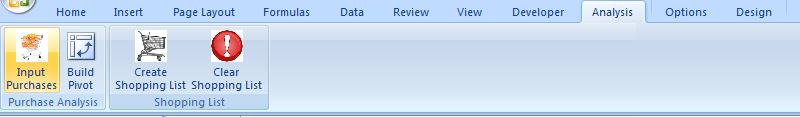 Home Insert Page Layout Formulas Data Review View Developer Analysis Options Design
Input Build Create Clear
Purchases Pivot Shopping List Shopping List
Purchase Analysis Shopping List